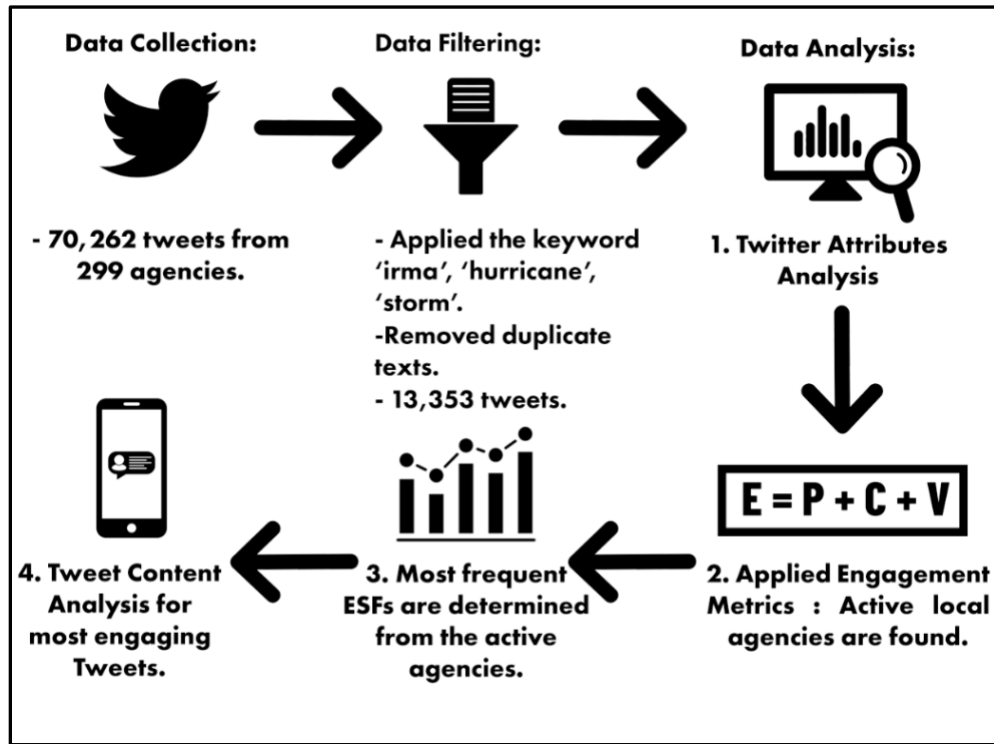 Data Collection:
- 70,262 tweets from
299 agencies.
Data Filtering:
- Applied the keyword
‘irma’, ‘hurricane’,
‘storm’.
-Removed duplicate
texts.
- 13,353 tweets.
Data Analysis:
1. Twitter Attributes
Analysis
E = P + C + V
2. Applied Engagement
Metrics : Active local
agencies are found.
3. Most frequent
ESFs are determined
from the active
agencies.
4. Tweet Content
Analysis for
most engaging
Tweets.